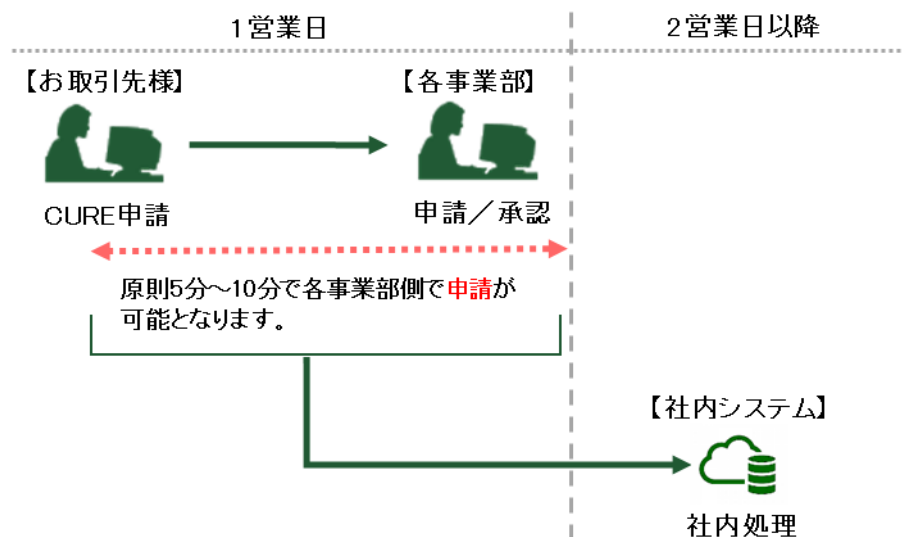 1営業日
2営業日以降
【お取引先様】
【各事業部】
CURE申請
申請／承認
原則5分～10分で各事業部側で申請が
可能となります。
【社内システム】
社内処理